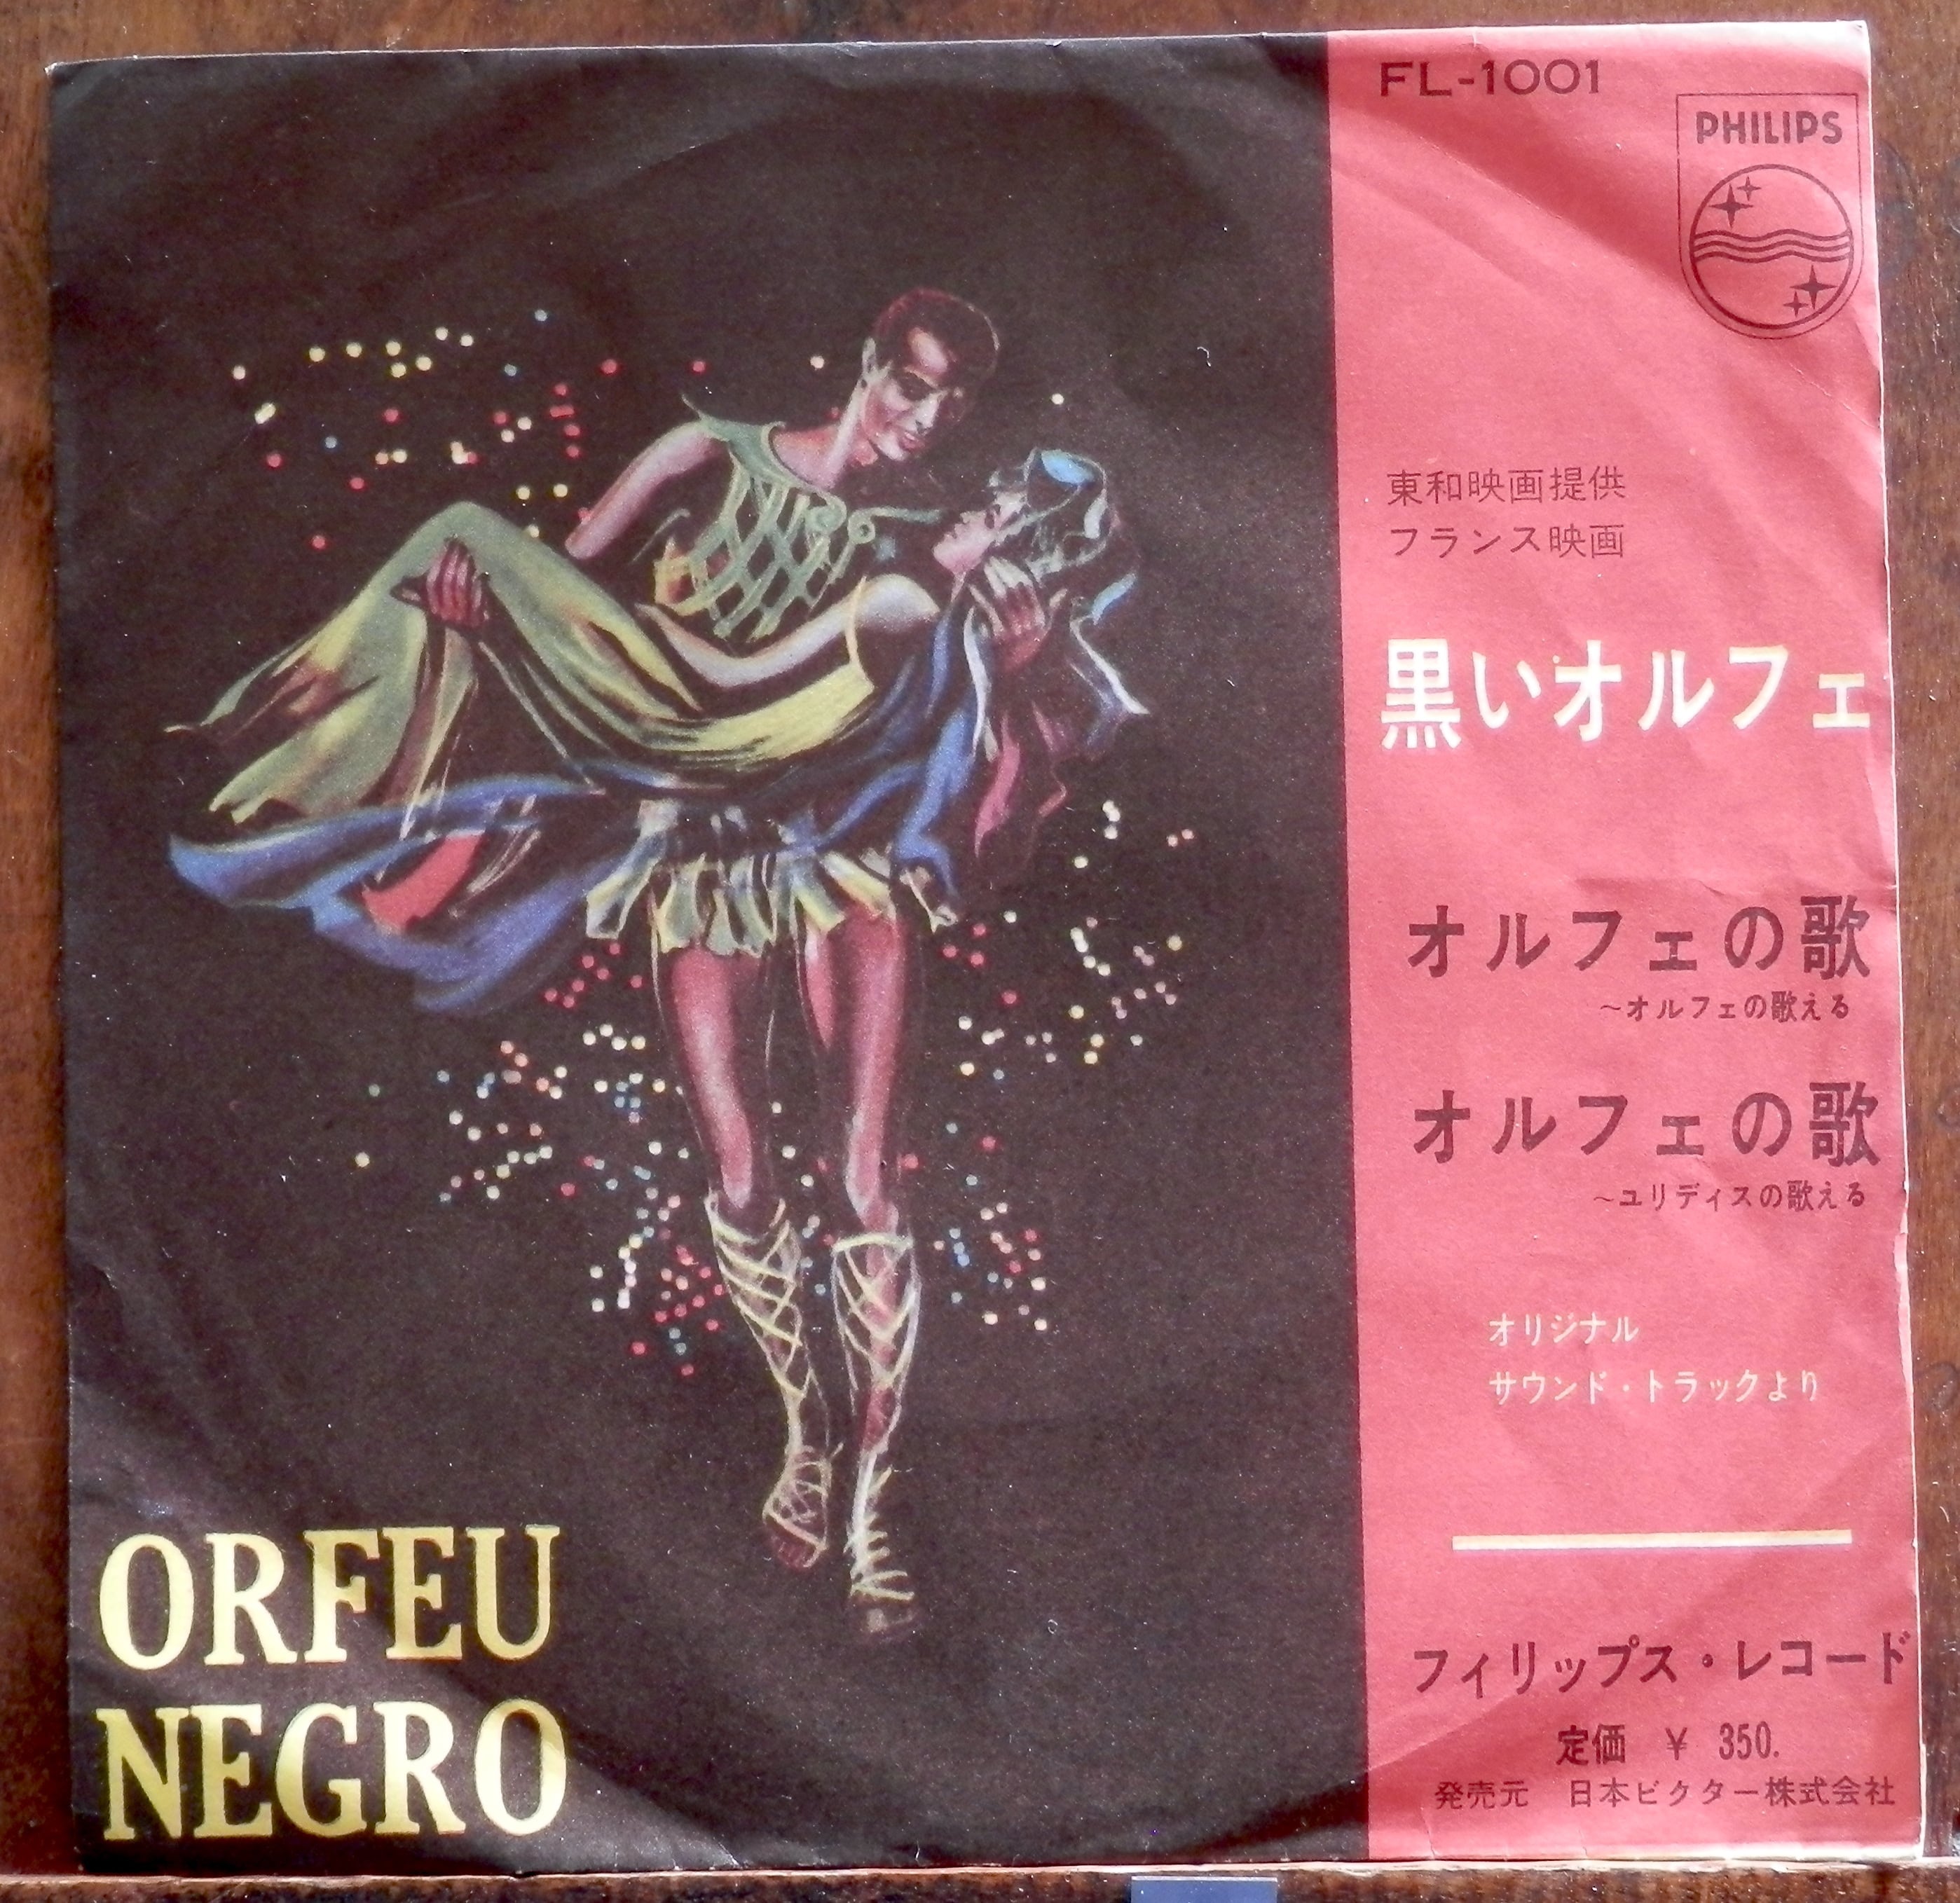 FL-1001
PHILIPS
東和映画提供
フランス映画
黒いオルフェ
オルフェの歌
~オルフェの歌える
オルフェの歌
~ユリディスの歌える
オリジナル
サウンド・トラックより
フィリップス・レコード
定価 ¥ 350.
発売元 日本ビクター株式会社
ORFEU
NEGRO